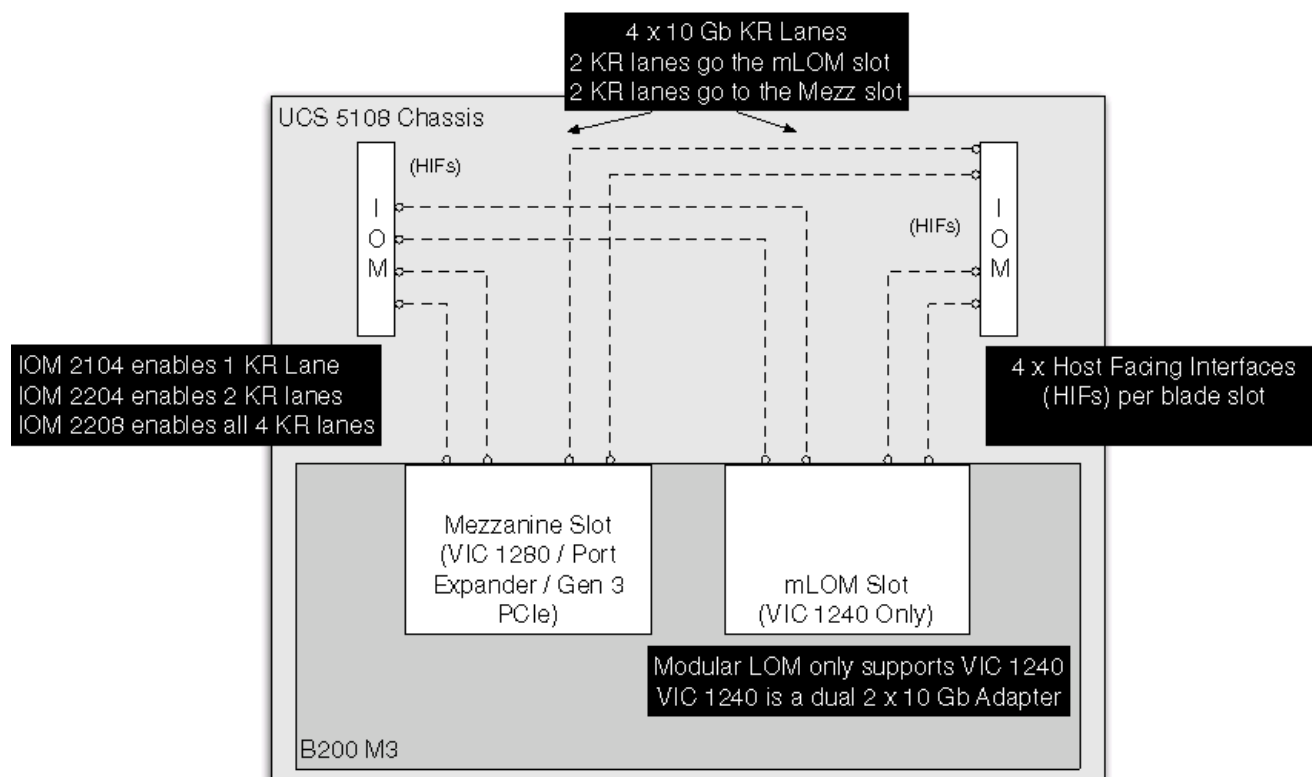 4 x 10 Gb KR Lanes
2 KR lanes go the mLOM slot
2 KR lanes go to the Mezz slot
UCS 5108 Chassis
(HIFs)
I
O
M
(HIFs)
I
O
M
IOM 2104 enables 1 KR Lane
IOM 2204 enables 2 KR lanes
IOM 2208 enables all 4 KR lanes
4 x Host Facing Interfaces
(HIFs) per blade slot
Mezzanine Slot
(VIC 1280 / Port
Expander / Gen 3
PCIe)
mLOM Slot
(VIC 1240 Only)
Modular LOM only supports VIC 1240
VIC 1240 is a dual 2 x 10 Gb Adapter
B200 M3